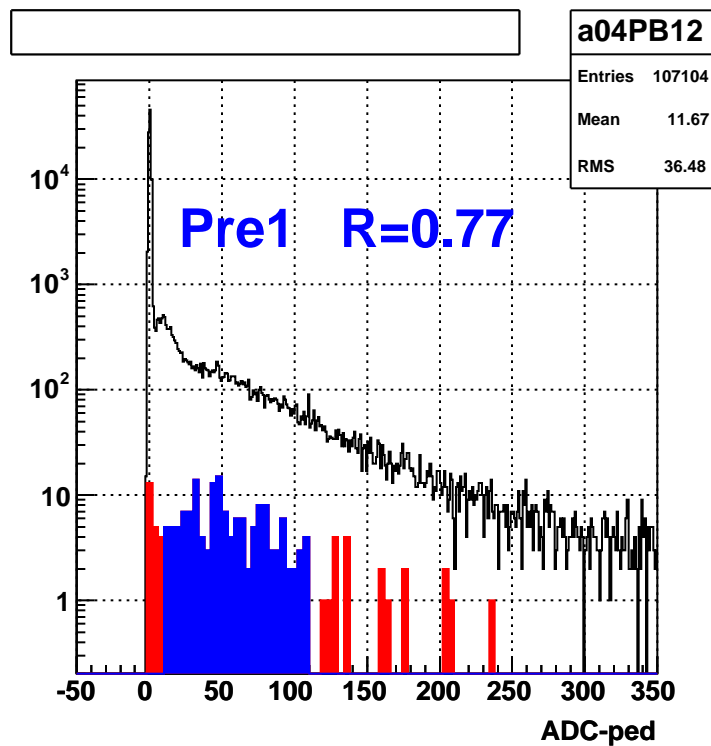 a04PB12
Entries 107104
Mean 11.67
RMS 36.48
Pre1 R=0.77
10^4
10^3
10^2
10
1
-50 0 50 100 150 200 250 300 350
ADC-ped